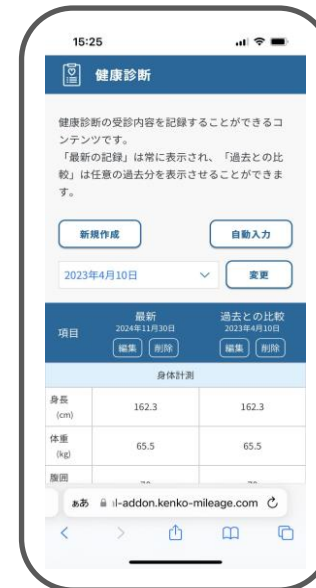 15:25
健康診断
健康診断の受診内容を記録することができるコ
ンテンツです。
「最新の記録」は常に表示され、「過去との比
較」は任意の過去分を表示させることができま
す。
新規作成
自動入力
2023年4月10日
変更
項目
最新
2024年11月30日
編集 削除
過去との比較
2023年4月10日
編集 削除
身体計測
身長
(cm)
162.3
162.3
体重
(kg)
65.5
65.5
腹囲
ぁあ
l-addon.kenko-mileage.com